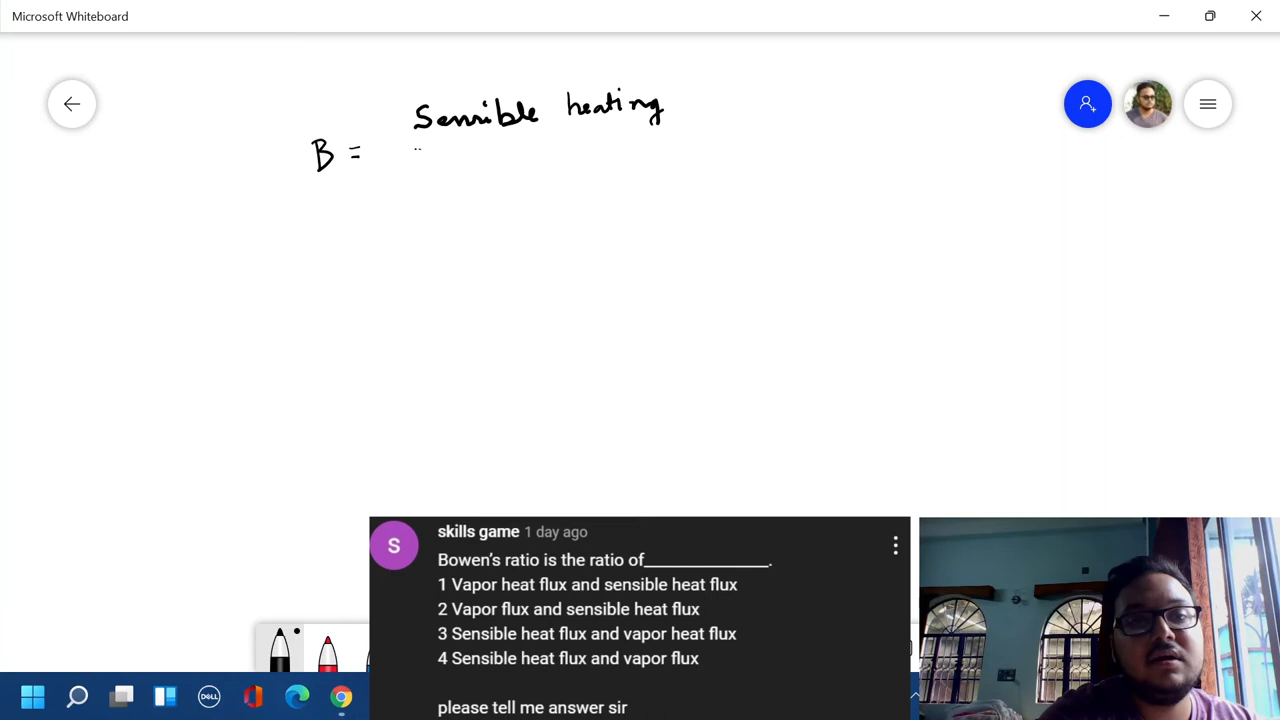 Microsoft Whiteboard
Sensible heating
B =
skills game 1 day ago
S
Bowen's ratio is the ratio of______________.
1 Vapor heat flux and sensible heat flux
2 Vapor flux and sensible heat flux
3 Sensible heat flux and vapor heat flux
4 Sensible heat flux and vapor flux
please tell me answer sir
DELL